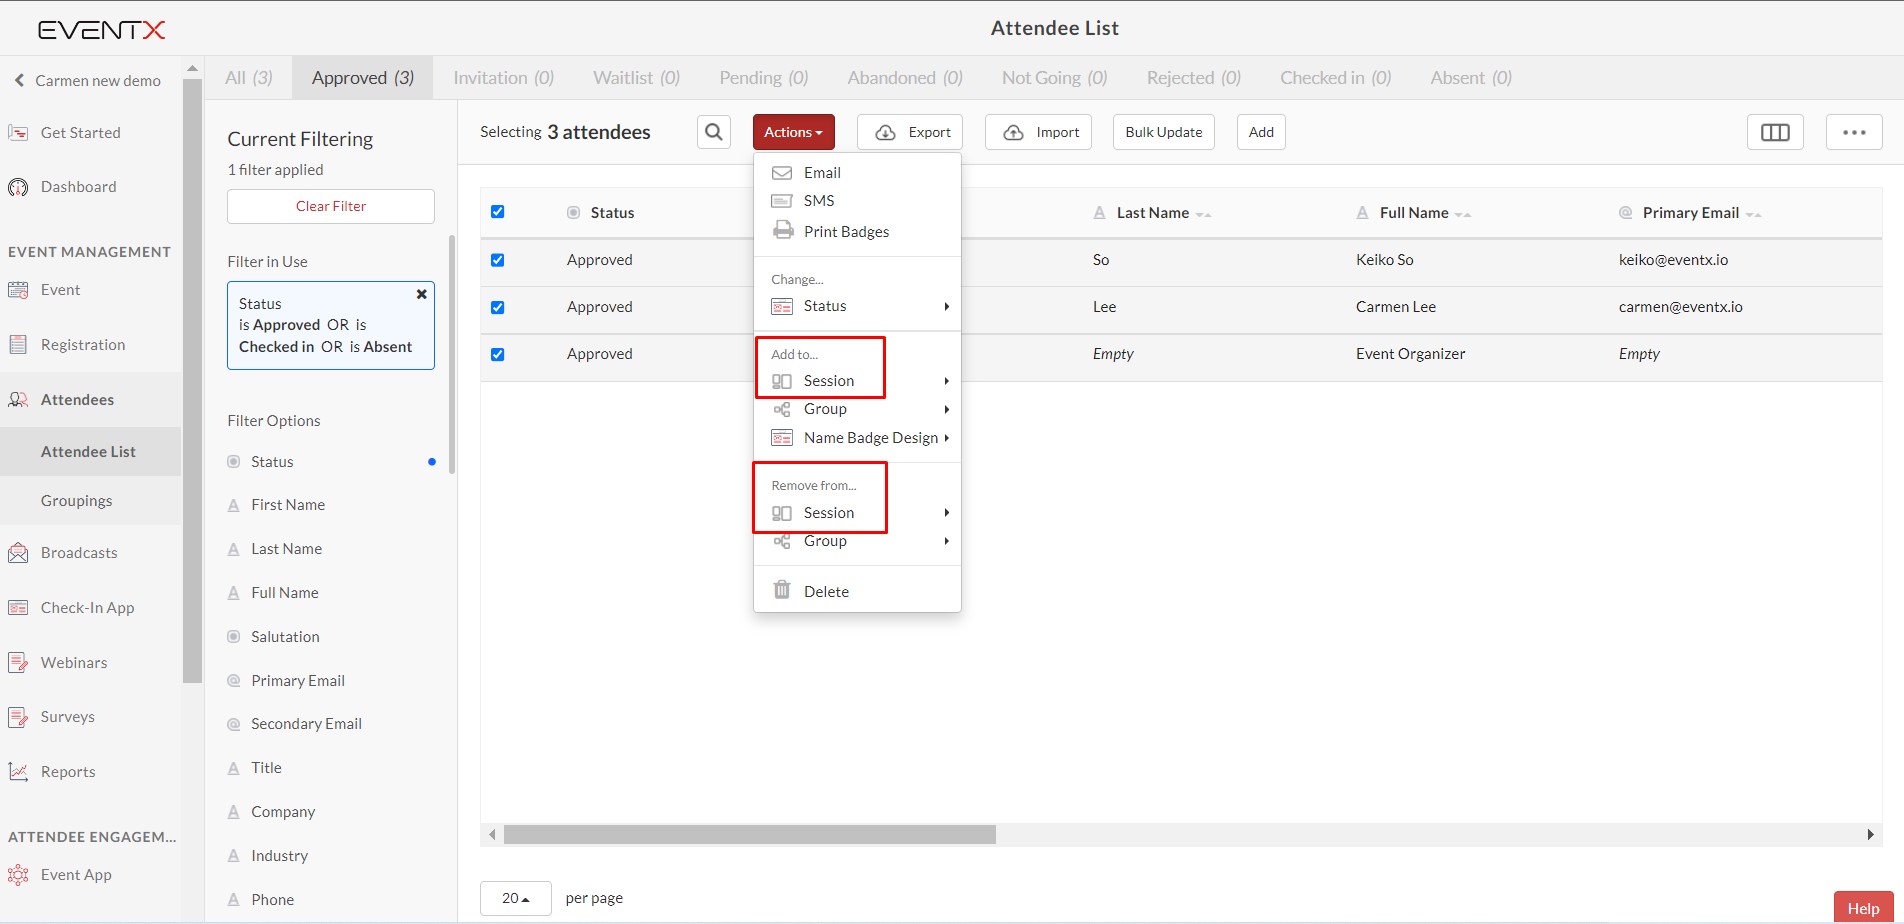 EVENTX
Attendee List
Carmen new demo
Get Started
Dashboard
EVENT MANAGEMENT
Event
Registration
Attendees
Attendee List
Groupings
Broadcasts
Check-In App
Webinars
Surveys
Reports
ATTENDEE ENGAGEM...
Event App
All (3)
Approved (3)
Invitation (0)
Waitlist (0)
Pending (0)
Abandoned (0)
Not Going (0)
Rejected (0)
Checked in (0)
Absent (0)
Current Filtering
1 filter applied
Clear Filter
Filter in Use
Status
is Approved OR is
Checked in OR is Absent
Filter Options
Status
First Name
Last Name
Full Name
Salutation
Primary Email
Secondary Email
Title
Company
Industry
Phone
Selecting 3 attendees
Actions
Export
Import
Bulk Update
Add
Email
SMS
Print Badges
Change...
Status
Add to...
Session
Group
Name Badge Design
Remove from...
Session
Group
Delete
Status
Last Name
Full Name
Primary Email
Approved
So
Keiko So
keiko@eventx.io
Approved
Lee
Carmen Lee
carmen@eventx.io
Approved
Empty
Event Organizer
Empty
20
per page
Help